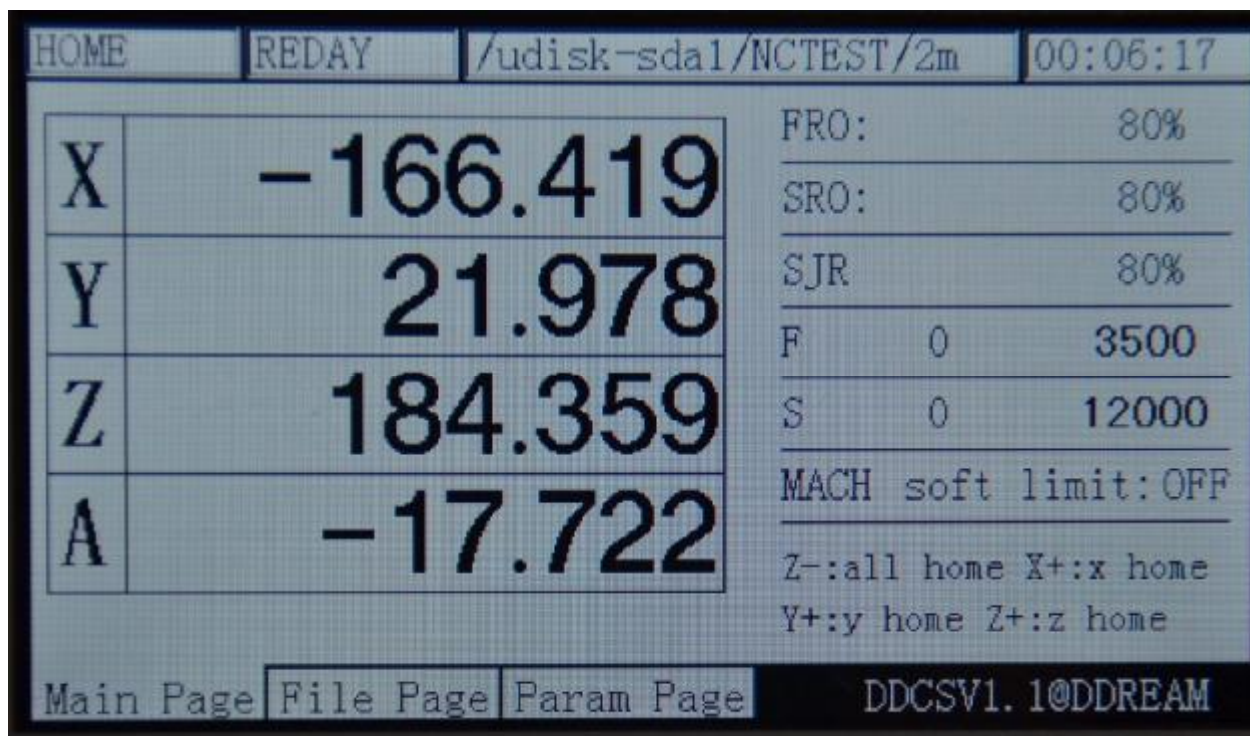 HOME REDAY /udisk-sda1/NCTEST/2m 00:06:17
X -166.419
Y 21.978
Z 184.359
A -17.722
FRO: 80%
SRO: 80%
SJR 80%
F 0 3500
S 0 12000
MACH soft limit:OFF
Z-:all home X+:x home
Y+:y home Z+:z home
Main Page File Page Param Page DDCSV1.1@DDREAM